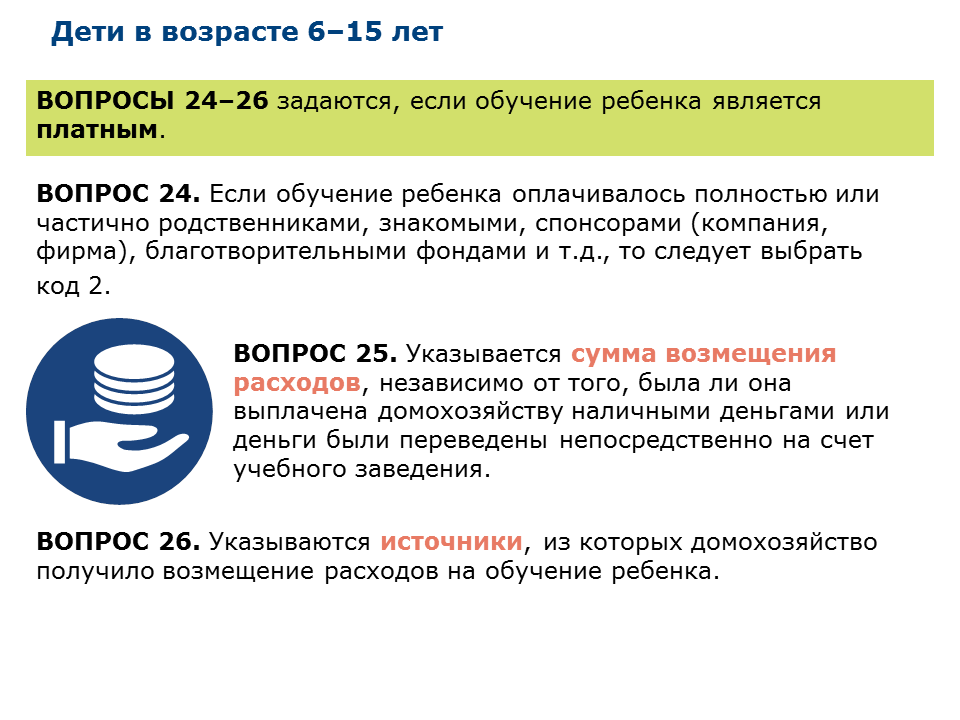 Дети в возрасте 6–15 лет
ВОПРОСЫ 24–26 задаются, если обучение ребенка является
платным.
ВОПРОС 24. Если обучение ребенка оплачивалось полностью или
частично родственниками, знакомыми, спонсорами (компания,
фирма), благотворительными фондами и т.д., то следует выбрать
код 2.
ВОПРОС 25. Указывается сумма возмещения
расходов, независимо от того, была ли она
выплачена домохозяйству наличными деньгами или
деньги были переведены непосредственно на счет
учебного заведения.
ВОПРОС 26. Указываются источники, из которых домохозяйство
получило возмещение расходов на обучение ребенка.